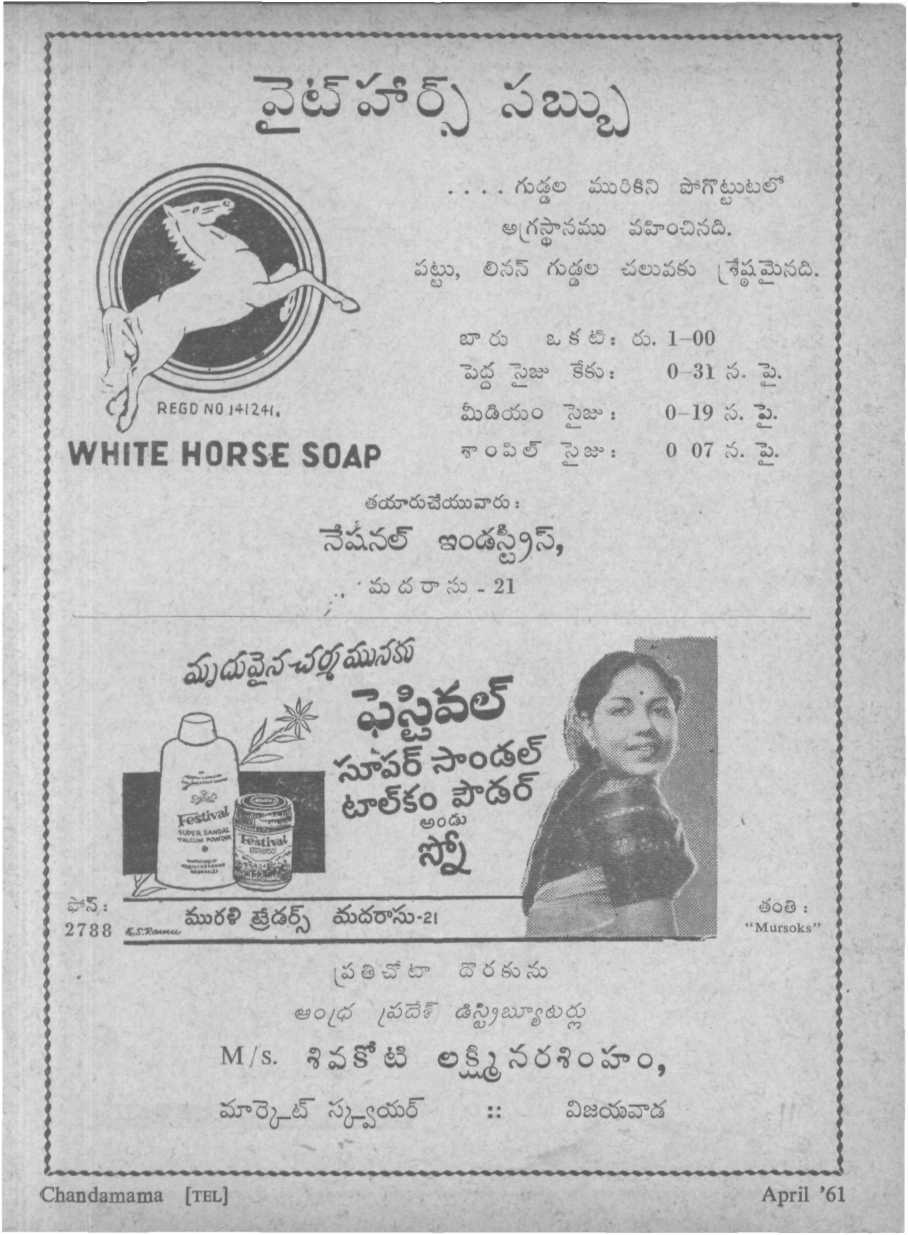 వైట్‌హార్స్ సబ్బు
. . . . గుడ్డల మురికిని పోగొట్టుటలో
అగ్రస్థానము వహించినది.
పట్టు, లినన్ గుడ్డల చలువకు శ్రేష్ఠమైనది.
బారు ఒకటి: రు. 1-00
పెద్ద సైజు కేకు: 0-31 న. పై.
మీడియం సైజు: 0-19 న. పై.
శాంపిల్ సైజు: 0 07 న. పై.
REGD NO 141241.
WHITE HORSE SOAP
తయారుచేయువారు:
నేషనల్ ఇండస్ట్రీస్,
మదరాసు - 21
మృదువైన చర్మమునకు
ఫెస్టివల్
సూపర్ సాండల్
టాల్కం పౌడర్
అండు
స్నో
Festival
SUPER SANDAL
TALCUM POWDER
Festival
ఫోన్: 
2788
K.S.Ramu
మురళి ట్రేడర్స్ మదరాసు-21
తంతి:
"Mursoks"
ప్రతిచోటా దొరకును
ఆంధ్ర ప్రదేశ్ డిస్ట్రిబ్యూటర్లు
M/s. శివకోటి లక్ష్మీనరశింహం,
మార్కెట్ స్క్వయర్ :: విజయవాడ
Chandamama [TEL] April '61